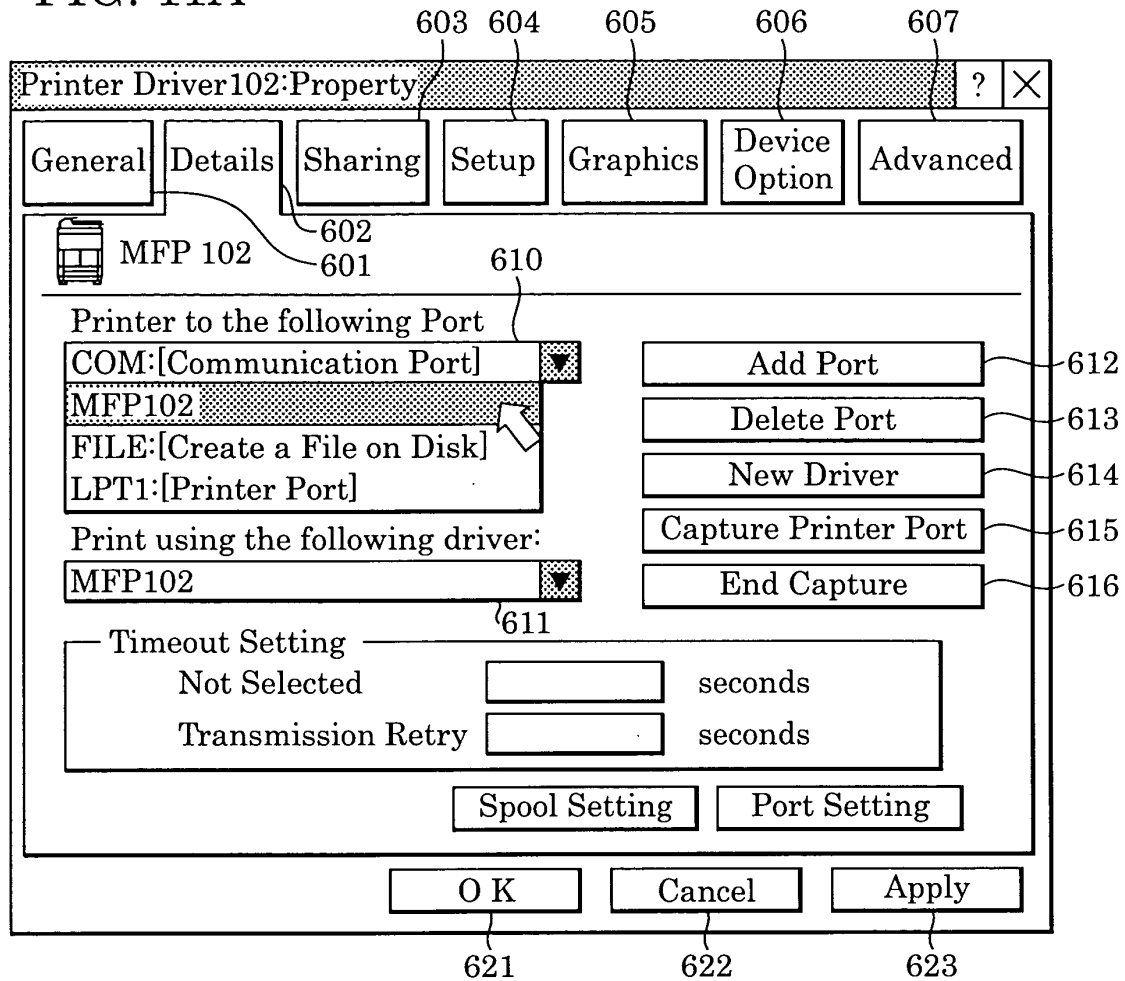 FIG. 11A
603 604 605 606 607
Printer Driver102:Property ? X
General Details Sharing Setup Graphics Device Option Advanced
602
601
MFP 102
610
Printer to the following Port
COM:[Communication Port]
MFP102
FILE:[Create a File on Disk]
LPT1:[Printer Port]
Add Port 612
Delete Port 613
New Driver 614
Capture Printer Port 615
End Capture 616
Print using the following driver:
MFP102
611
Timeout Setting
Not Selected seconds
Transmission Retry seconds
Spool Setting Port Setting
O K Cancel Apply
621 622 623